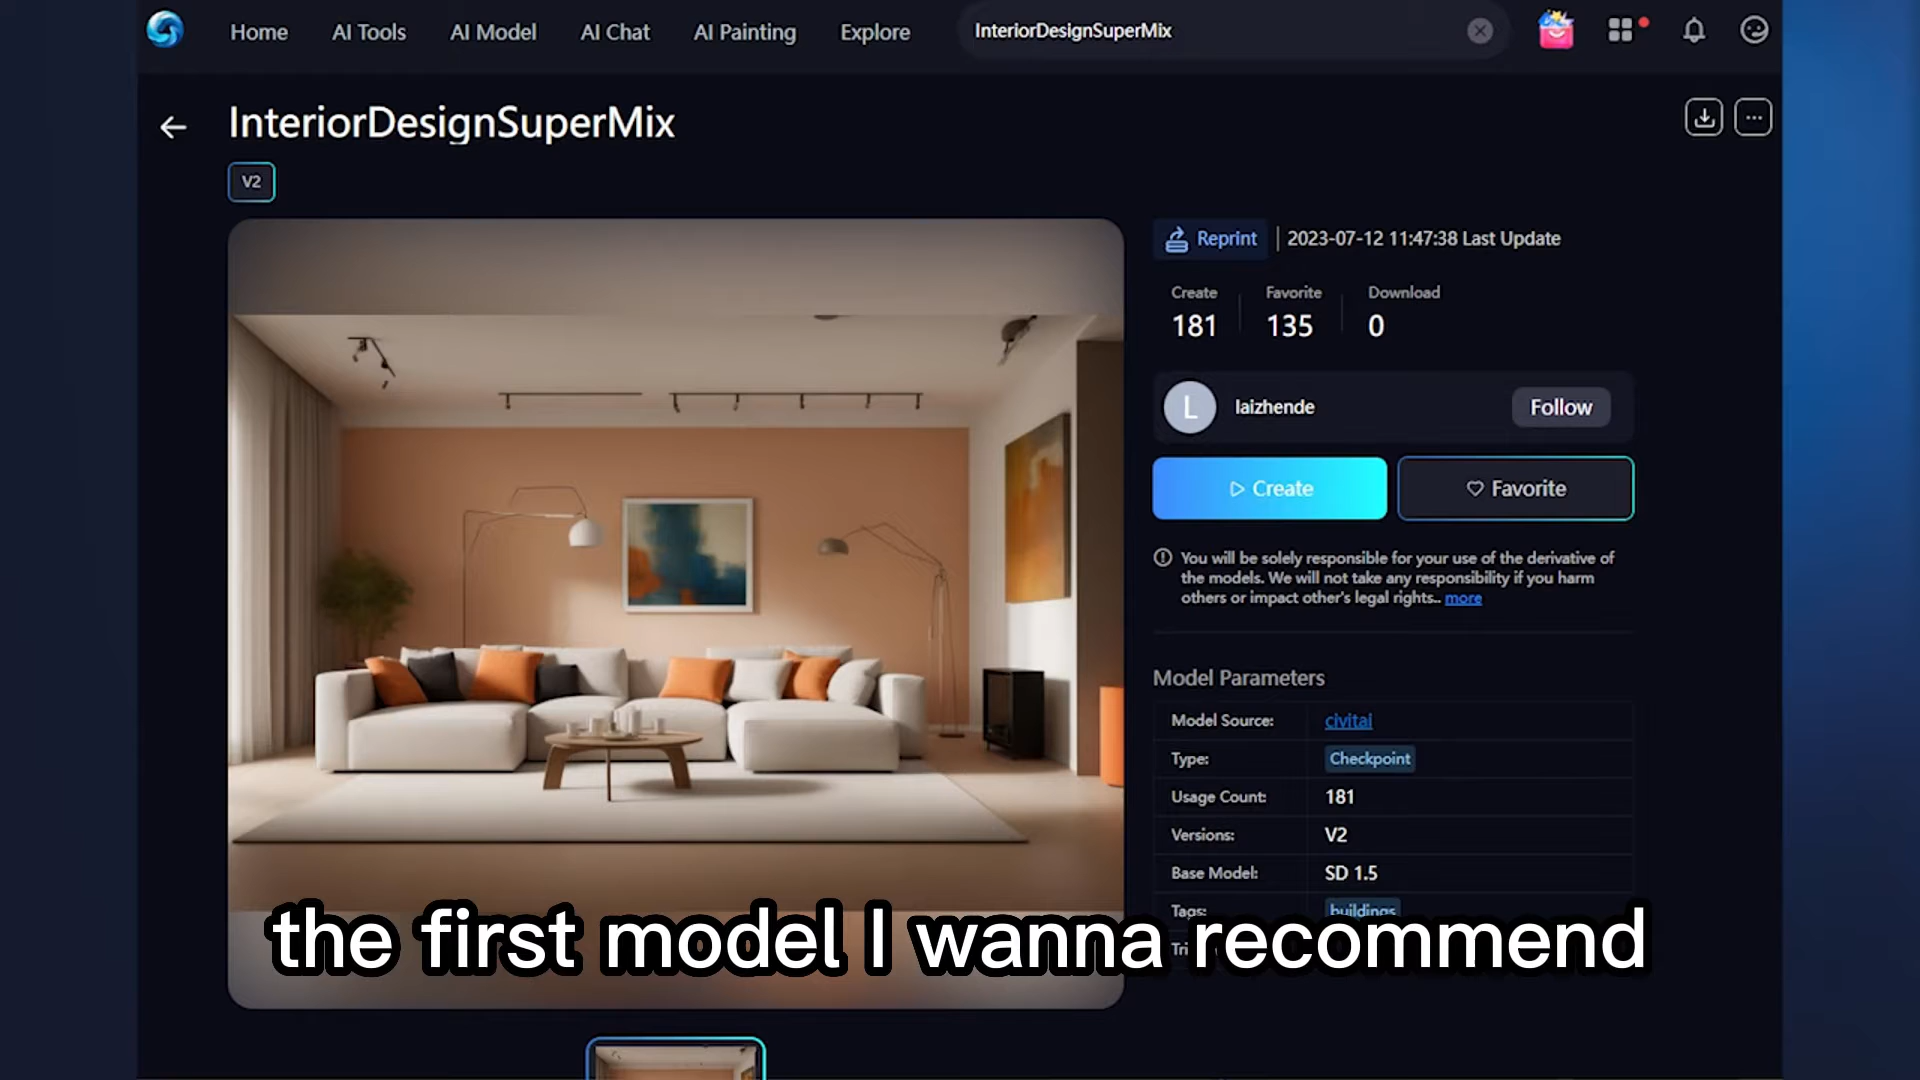 Home AI Tools AI Model AI Chat AI Painting Explore InteriorDesignSuperMix
InteriorDesignSuperMix
V2
Reprint | 2023-07-12 11:47:38 Last Update
Create Favorite Download
181 135 0
L laizhende Follow
Create Favorite
You will be solely responsible for your use of the derivative of
the models. We will not take any responsibility if you harm
others or impact other's legal rights.. more
Model Parameters
Model Source: civitai
Type: Checkpoint
Usage Count: 181
Versions: V2
Base Model: SD 1.5
Tags: buildings
the first model I wanna recommend